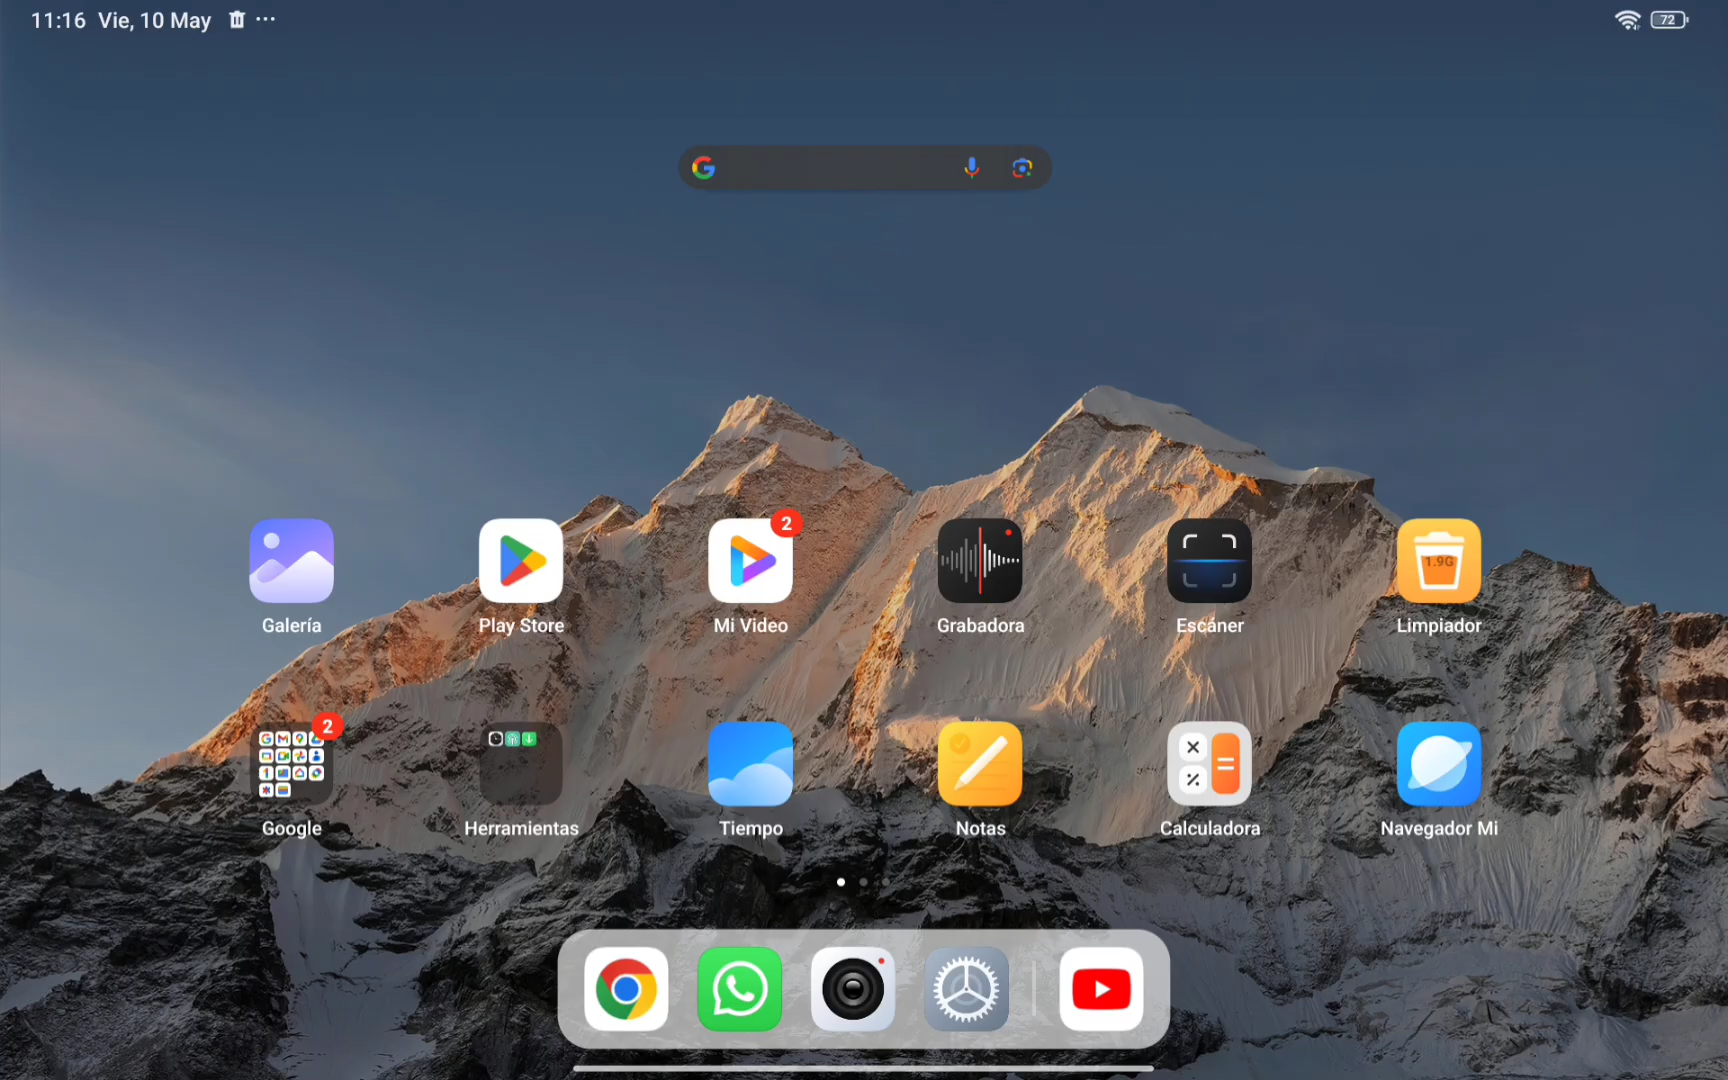 11:16 Vie, 10 May
72
2
1.9G
Galería Play Store Mi Video Grabadora Escáner Limpiador
2
Google Herramientas Tiempo Notas Calculadora Navegador Mi